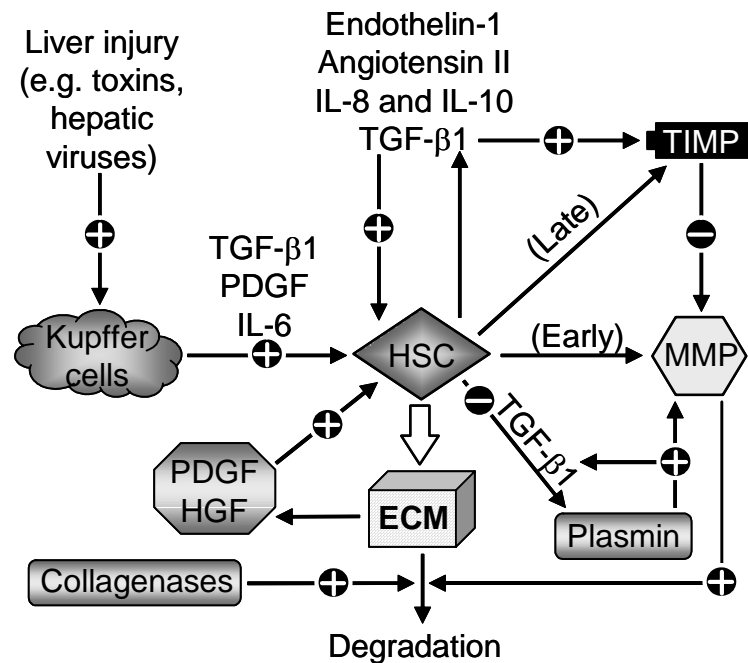 Liver injury
(e.g. toxins,
hepatic
viruses)
Endothelin-1
Angiotensin II
IL-8 and IL-10
TGF-β1
TIMP
TGF-β1
PDGF
IL-6
(Late)
Kupffer
cells
HSC
(Early)
MMP
TGF-β1
PDGF
HGF
ECM
Plasmin
Collagenases
Degradation